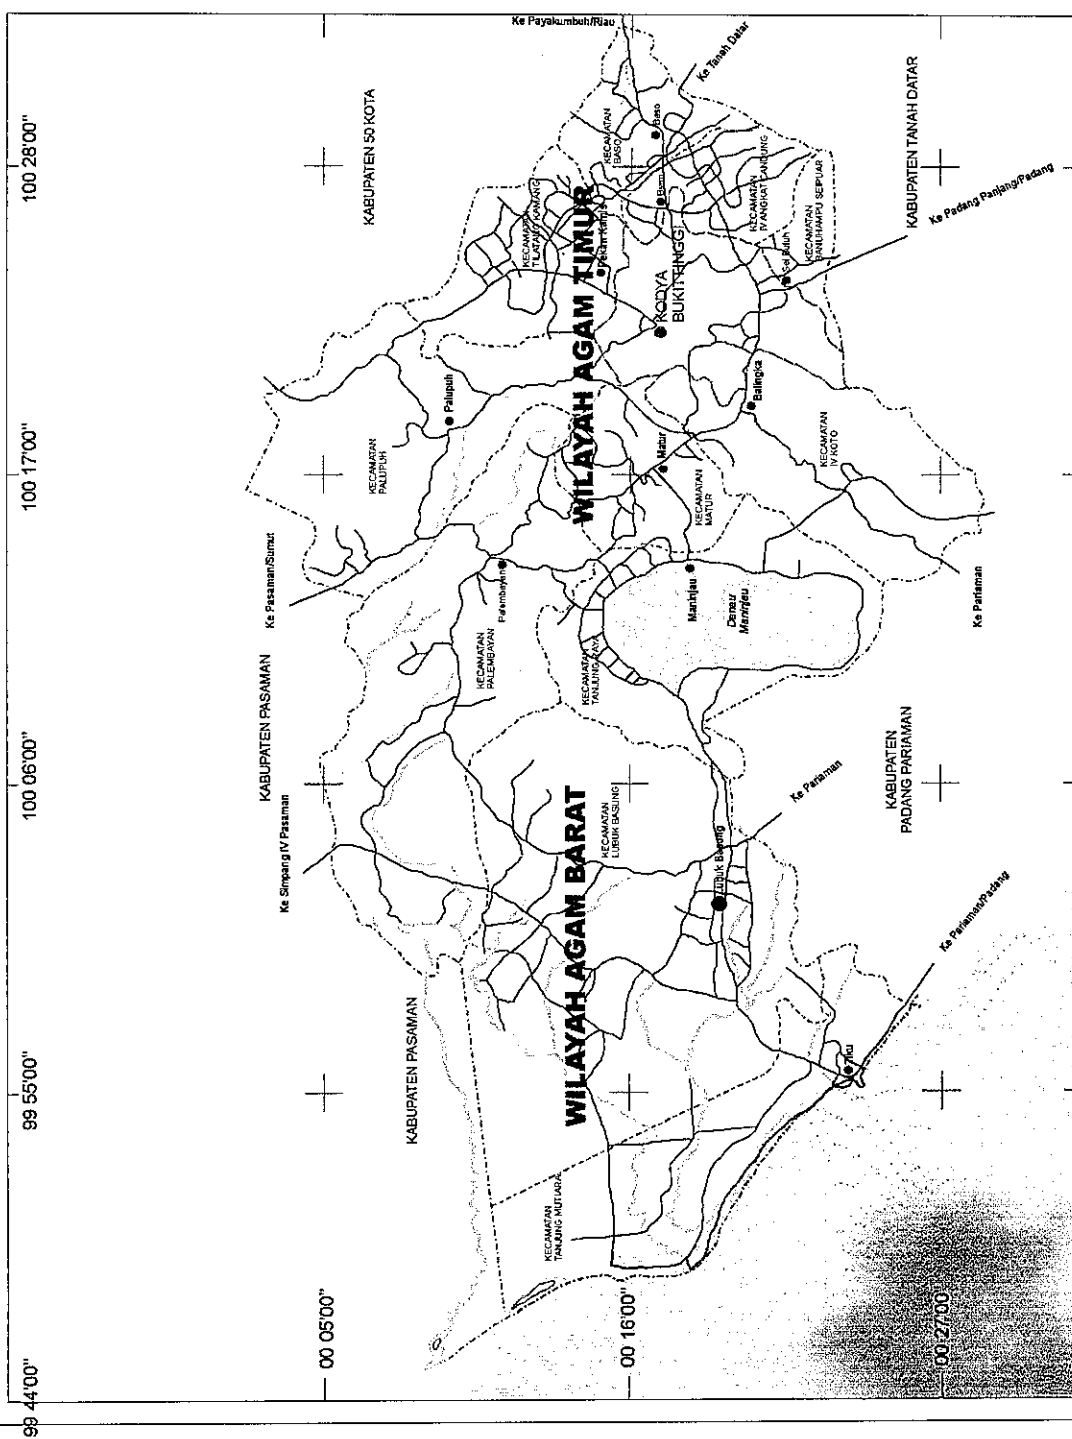 99 44'00"
99 55'00"
100 06'00"
100 17'00"
100 28'00"
00 05'00"
00 16'00"
00 27'00
KABUPATEN PASAMAN
KABUPATEN PASAMAN
KABUPATEN 50 KOTA
Ke Simpang IV Pasaman
Ke Pasaman/Sumut
Ke Payakumbuh/Riau
Ke Tanah Datar
KABUPATEN TANAH DATAR
Ke Padang Panjang/Padang
Ke Pariaman
Ke Pariaman
Ke Pariaman/Padang
KABUPATEN
PADANG PARIAMAN
WILAYAH AGAM BARAT
WILAYAH AGAM TIMUR
KECAMATAN
TANJUNG MUTIARA
KECAMATAN
LUBUK BASUNG
KECAMATAN
PALEMBAYAN
KECAMATAN
TANJUNG RAYA
KECAMATAN
PALUPUH
KECAMATAN
MATUR
KECAMATAN
IV KOTO
KECAMATAN
TILATANG KAMANG
KECAMATAN
BASO
KECAMATAN
IV ANGKAT CANDUNG
KECAMATAN
BANUHAMPU SEIPUAR
KODYA
BUKITTINGGI
Tiku
Lubuk Basung
Palembayan
Maninjau
Danau
Maninjau
Palupuh
Matur
Balingka
Pekan Kamis
Baso